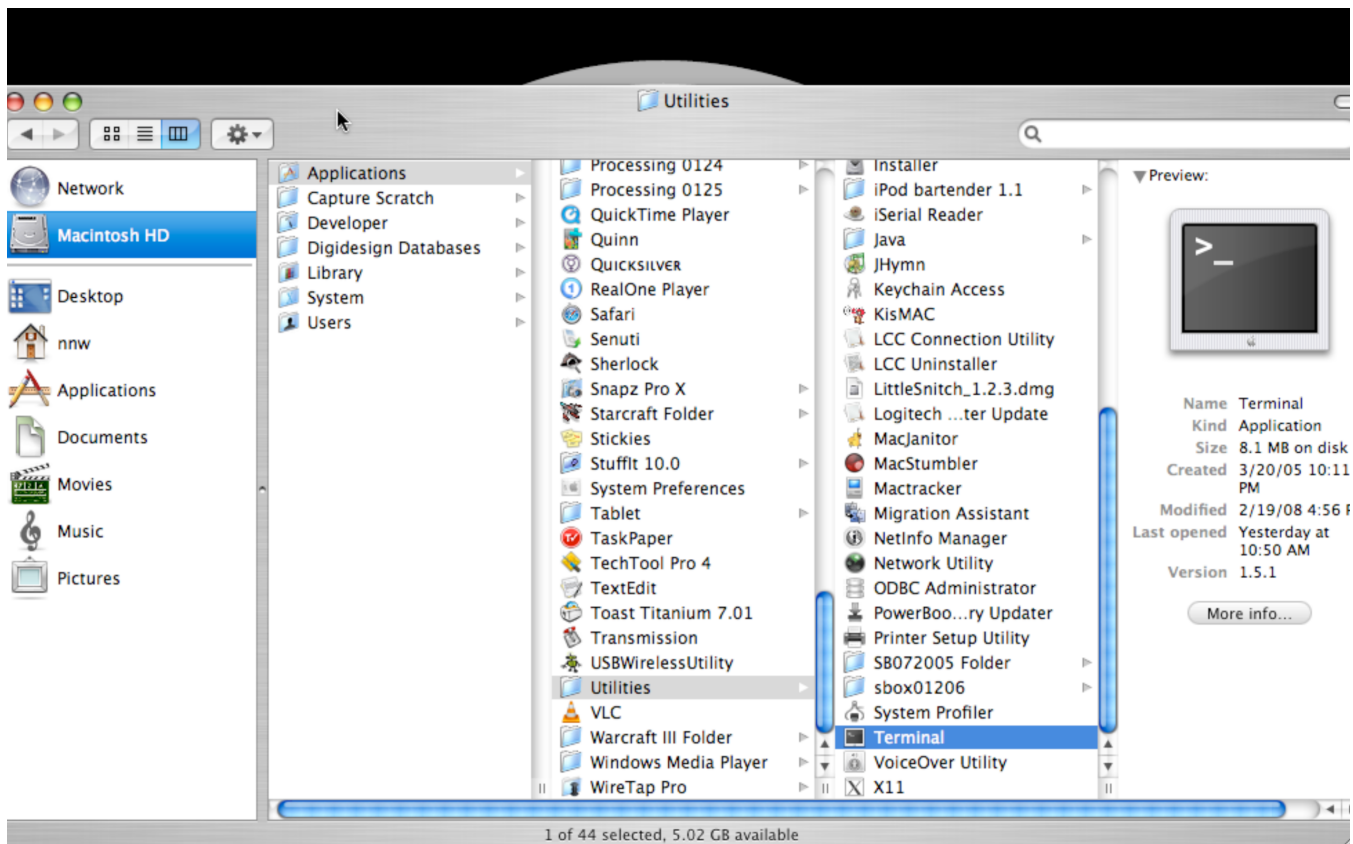 Utilities
Network
Macintosh HD
Desktop
nnw
Applications
Documents
Movies
Music
Pictures
Applications
Capture Scratch
Developer
Digidesign Databases
Library
System
Users
Processing 0124
Processing 0125
QuickTime Player
Quinn
Quicksilver
RealOne Player
Safari
Senuti
Sherlock
Snapz Pro X
Starcraft Folder
Stickies
StuffIt 10.0
System Preferences
Tablet
TaskPaper
TechTool Pro 4
TextEdit
Toast Titanium 7.01
Transmission
USBWirelessUtility
Utilities
VLC
Warcraft III Folder
Windows Media Player
WireTap Pro
Installer
iPod bartender 1.1
iSerial Reader
Java
JHymn
Keychain Access
KisMAC
LCC Connection Utility
LCC Uninstaller
LittleSnitch_1.2.3.dmg
Logitech ...ter Update
MacJanitor
MacStumbler
Mactracker
Migration Assistant
NetInfo Manager
Network Utility
ODBC Administrator
PowerBoo...ry Updater
Printer Setup Utility
SB072005 Folder
sbox01206
System Profiler
Terminal
VoiceOver Utility
X11
Preview:
>_
Name Terminal
Kind Application
Size 8.1 MB on disk
Created 3/20/05 10:11
PM
Modified 2/19/08 4:56 P
Last opened Yesterday at
10:50 AM
Version 1.5.1
More info...
1 of 44 selected, 5.02 GB available